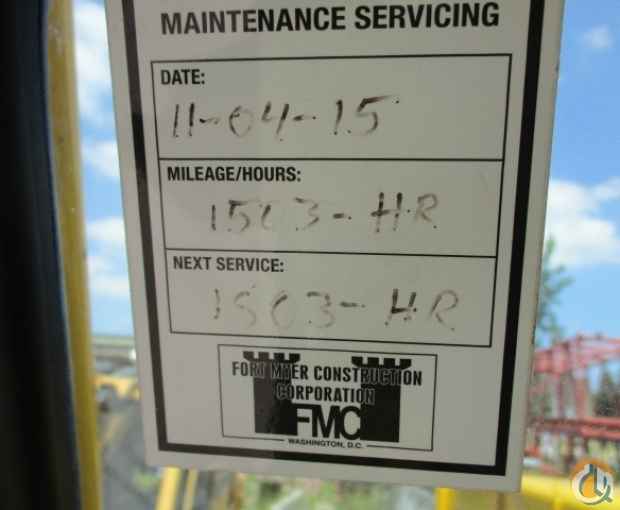 MAINTENANCE SERVICING
DATE:
11-04-15
MILEAGE/HOURS:
1503-HR
NEXT SERVICE:
1503-HR
FORT MYER CONSTRUCTION
CORPORATION
FMC
WASHINGTON, D.C.